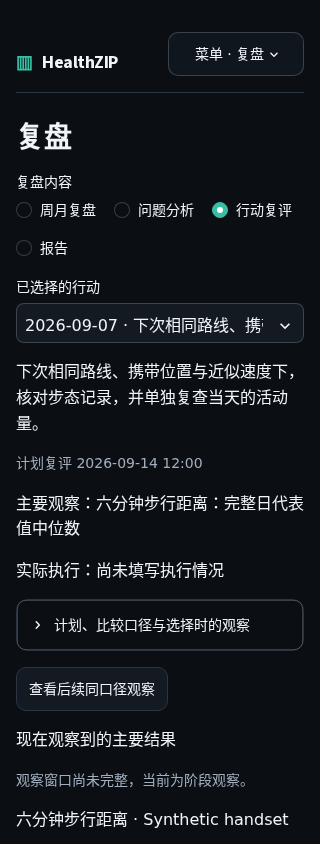 HealthZIP
菜单 · 复盘
复盘
复盘内容
周月复盘
问题分析
行动复评
报告
已选择的行动
2026-09-07 · 下次相同路线、携
下次相同路线、携带位置与近似速度下，
核对步态记录，并单独复查当天的活动
量。
计划复评 2026-09-14 12:00
主要观察：六分钟步行距离：完整日代表
值中位数
实际执行：尚未填写执行情况
计划、比较口径与选择时的观察
查看后续同口径观察
现在观察到的主要结果
观察窗口尚未完整，当前为阶段观察。
六分钟步行距离 · Synthetic handset